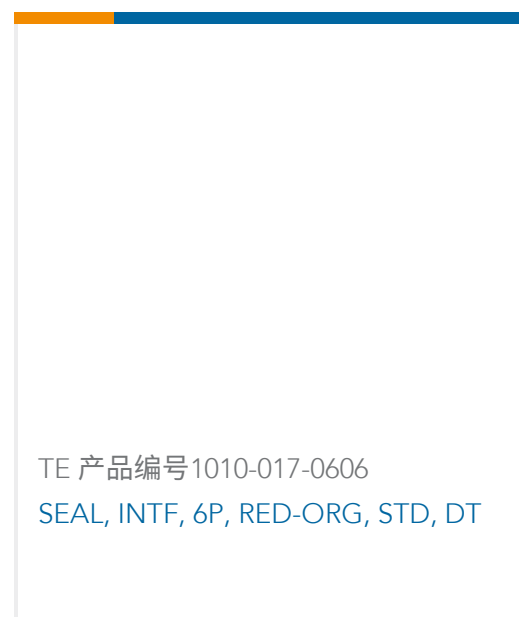 TE 产品编号1010-017-0606
SEAL, INTF, 6P, RED-ORG, STD, DT